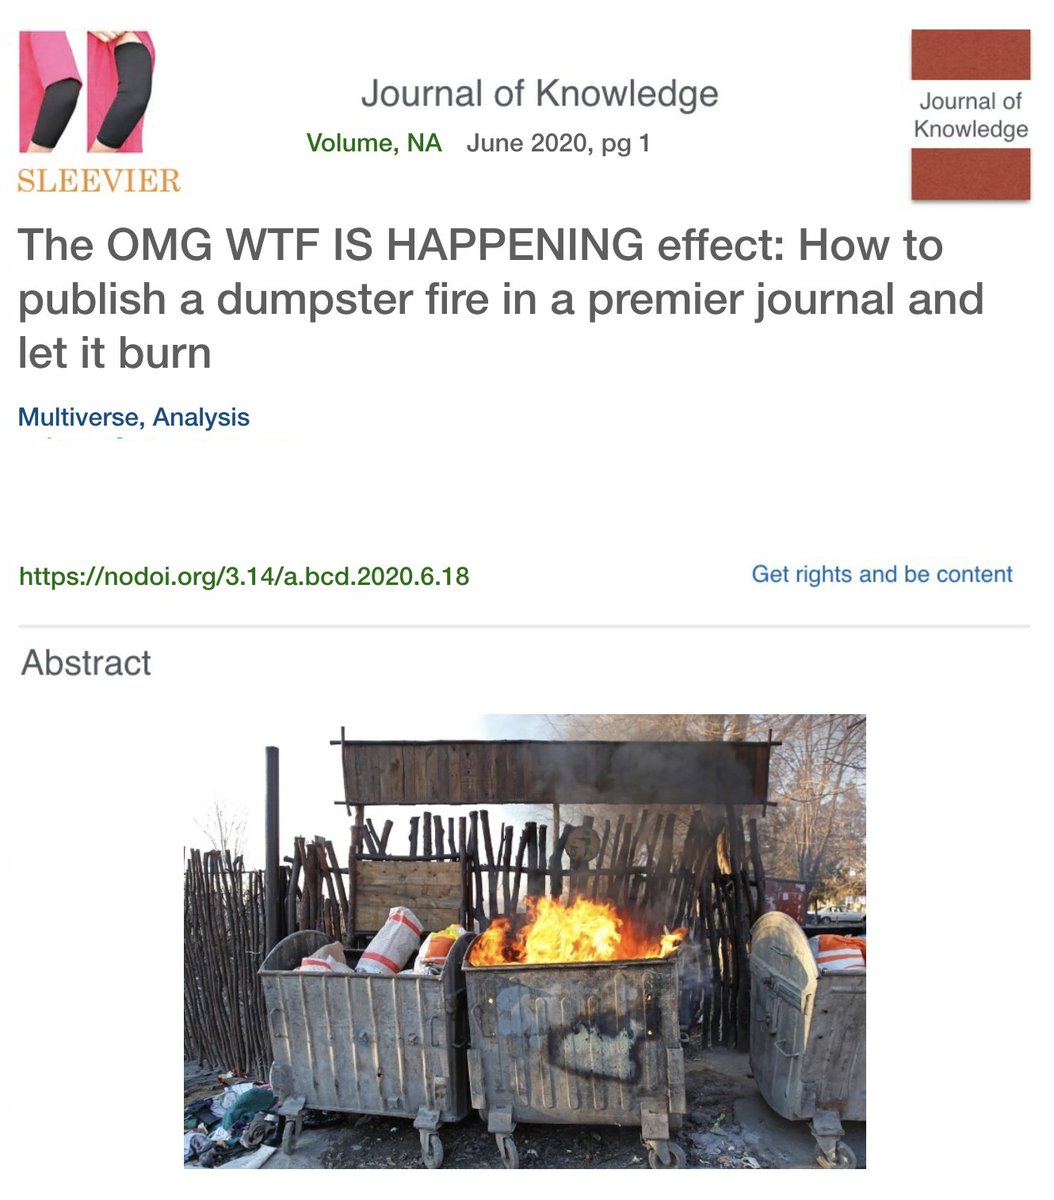 Journal of Knowledge
Volume, NA June 2020, pg 1
Journal of
Knowledge
SLEEVIER
The OMG WTF IS HAPPENING effect: How to
publish a dumpster fire in a premier journal and
let it burn
Multiverse, Analysis
https://nodoi.org/3.14/a.bcd.2020.6.18
Get rights and be content
Abstract